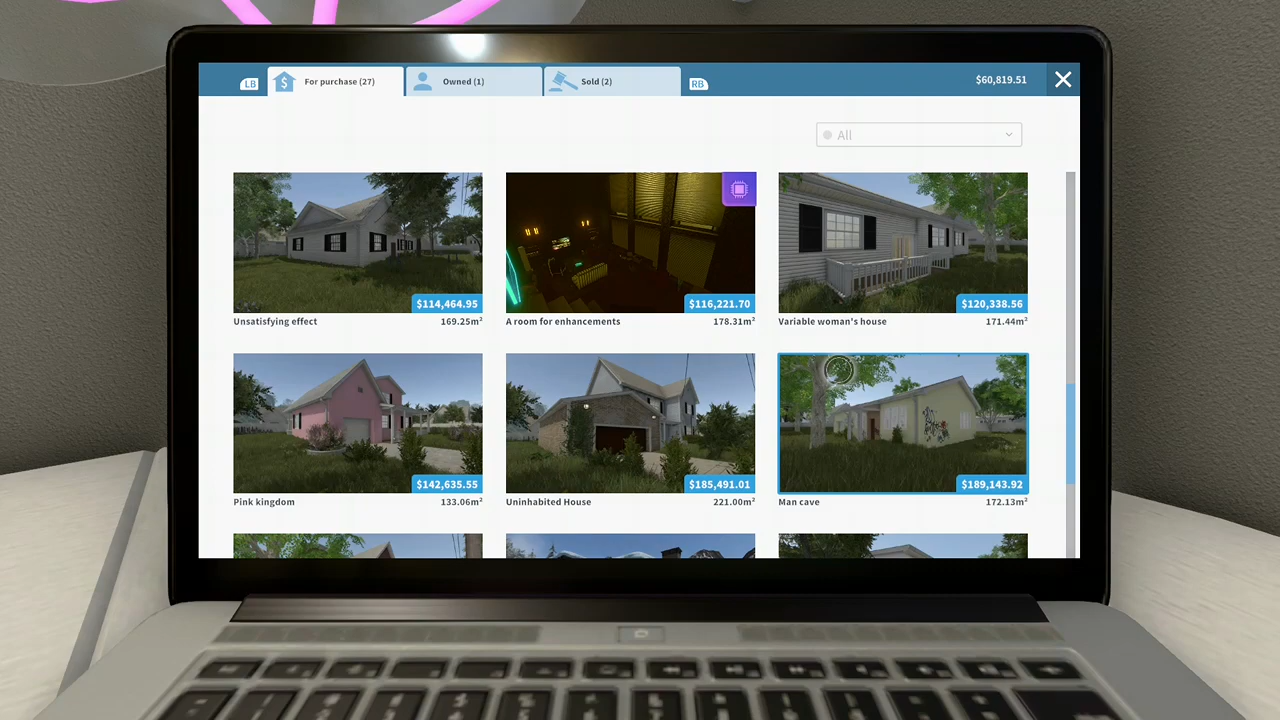 LB
For purchase (27)
Owned (1)
Sold (2)
RB
$60,819.51
All
$114,464.95
$116,221.70
$120,338.56
Unsatisfying effect
169.25m²
A room for enhancements
178.31m²
Variable woman's house
171.44m²
$142,635.55
$185,491.01
$189,143.92
Pink kingdom
133.06m²
Uninhabited House
221.00m²
Man cave
172.13m²